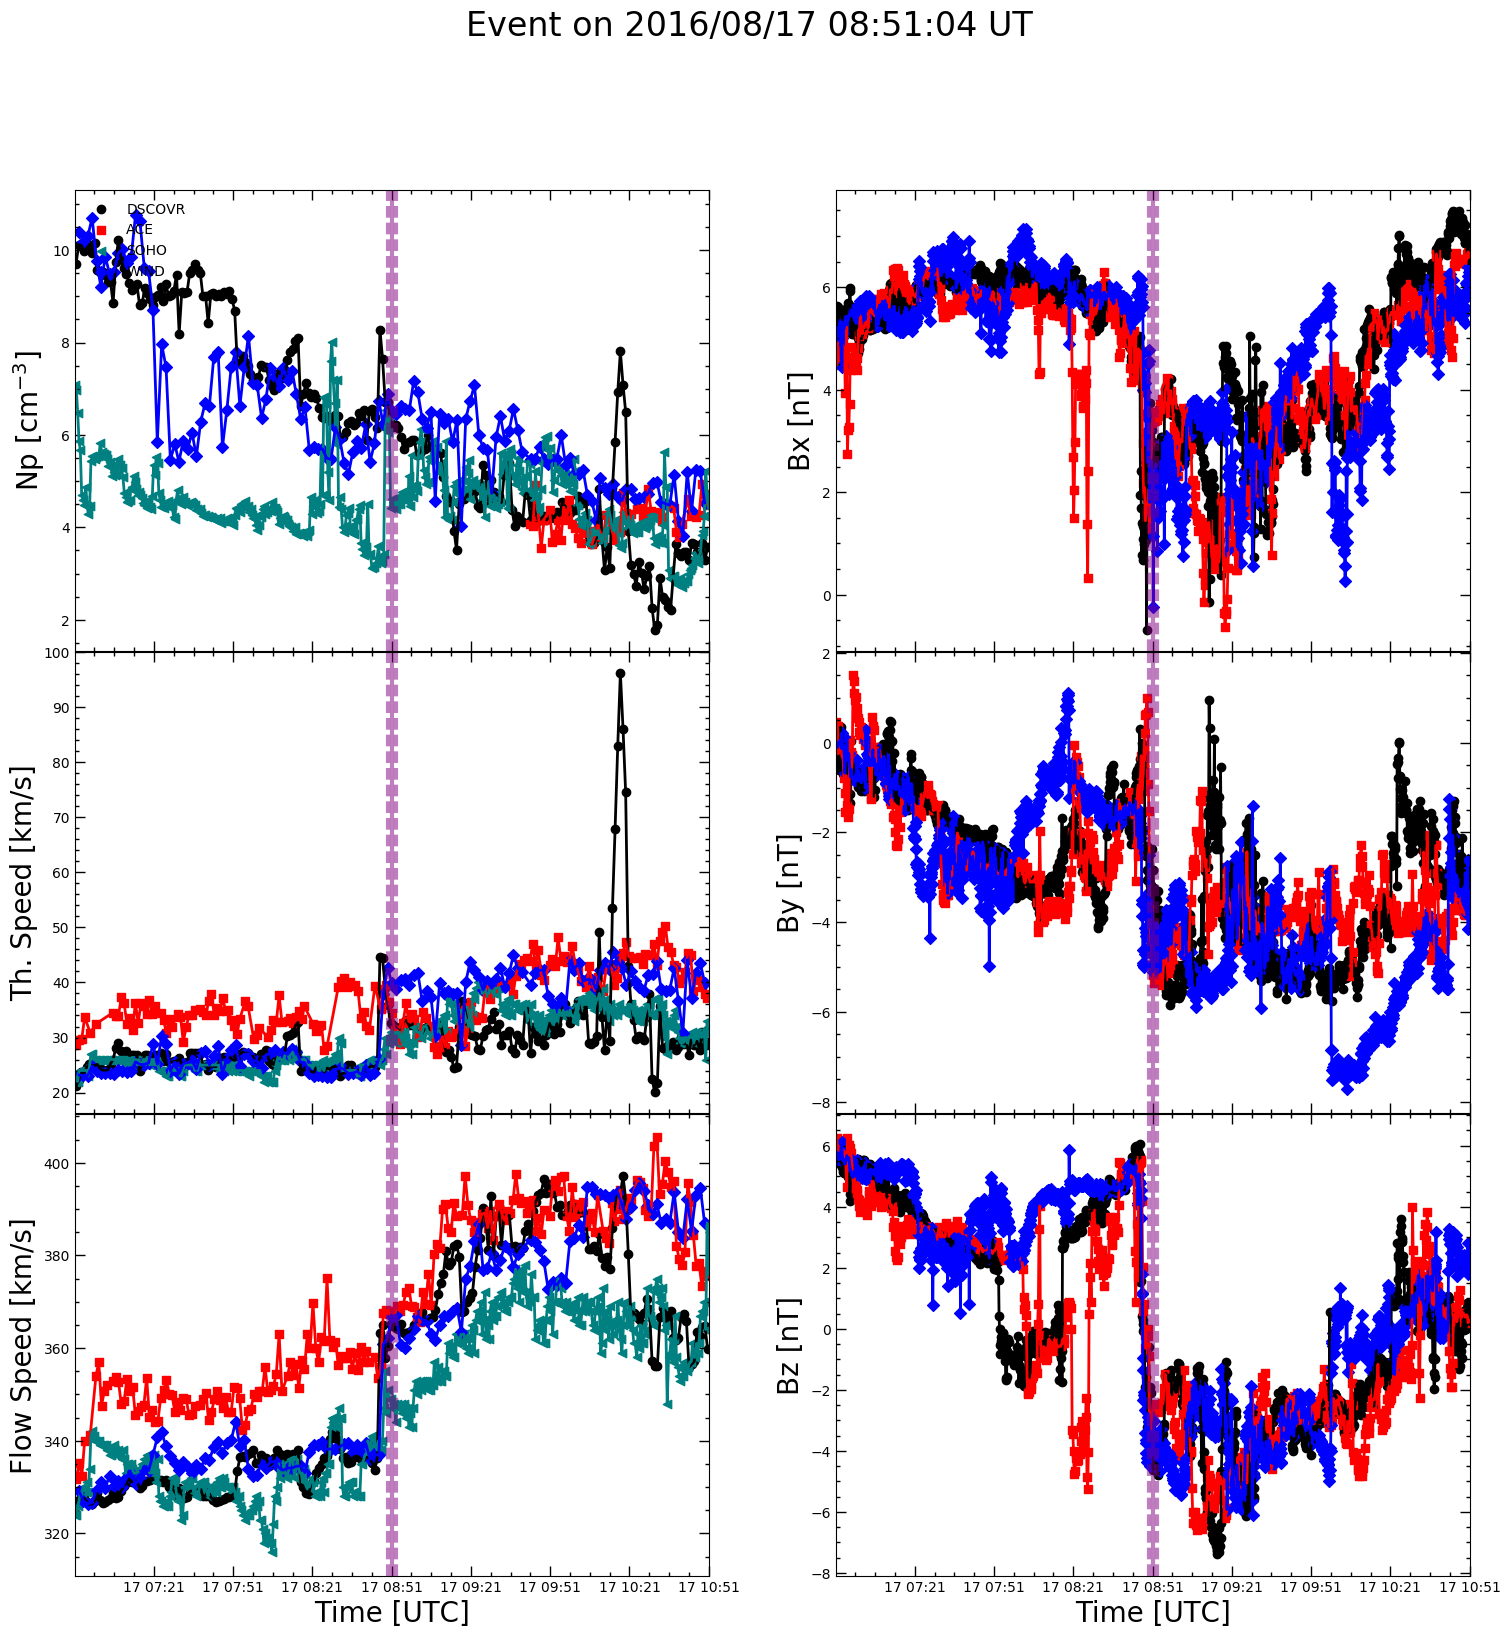 Event on 2016/08/17 08:51:04 UT
DSCOVR
ACE
SOHO
WIND
Np [cm⁻³]
10
8
6
4
2
Th. Speed [km/s]
100
90
80
70
60
50
40
30
20
Flow Speed [km/s]
400
380
360
340
320
17 07:21 17 07:51 17 08:21 17 08:51 17 09:21 17 09:51 17 10:21 17 10:51
Time [UTC]
Bx [nT]
6
4
2
0
By [nT]
2
0
−2
−4
−6
−8
Bz [nT]
6
4
2
0
−2
−4
−6
−8
17 07:21 17 07:51 17 08:21 17 08:51 17 09:21 17 09:51 17 10:21 17 10:51
Time [UTC]